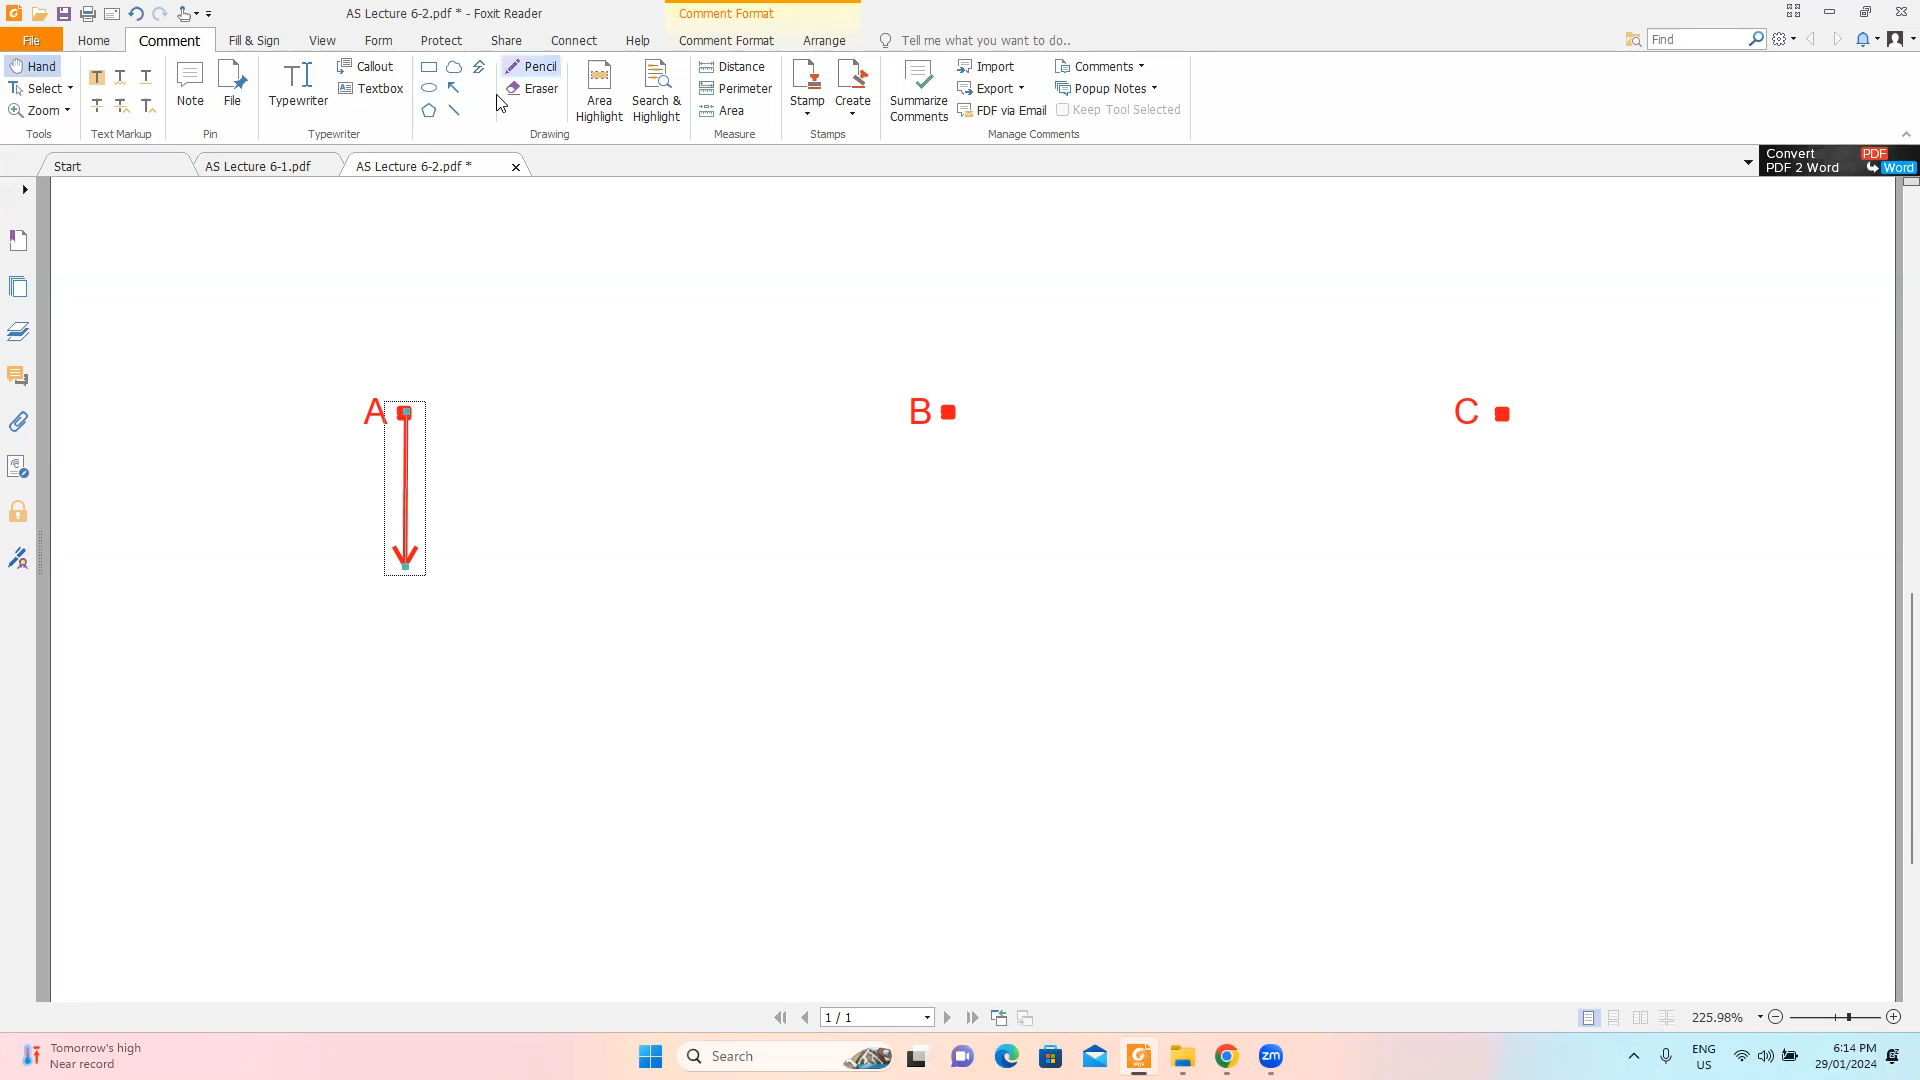 AS Lecture 6-2.pdf * - Foxit Reader
Comment Format
File Home Comment Fill & Sign View Form Protect Share Connect Help Comment Format Arrange Tell me what you want to do.. Find
Hand
Select
Zoom
Tools
Text Markup
Note
File
Pin
Typewriter
Callout
Textbox
Typewriter
Pencil
Eraser
Area
Highlight
Search &
Highlight
Drawing
Distance
Perimeter
Area
Measure
Stamp
Create
Stamps
Summarize
Comments
Import
Export
FDF via Email
Comments
Popup Notes
Keep Tool Selected
Manage Comments
Start
AS Lecture 6-1.pdf
AS Lecture 6-2.pdf *
Convert
PDF 2 Word
PDF
Word
A
B
C
1 / 1
225.98%
Tomorrow's high
Near record
Search
zm
ENG
US
6:14 PM
29/01/2024